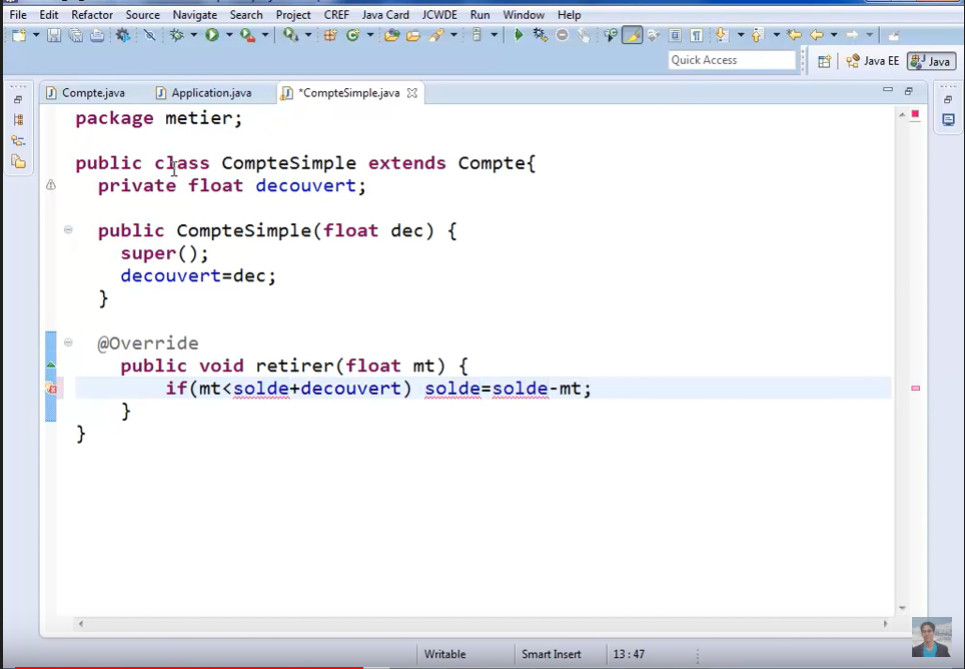 File Edit Refactor Source Navigate Search Project CREF Java Card JCWDE Run Window Help
Quick Access Java EE Java
Compte.java Application.java *CompteSimple.java
package metier;
public class CompteSimple extends Compte{
private float decouvert;
public CompteSimple(float dec) {
super();
decouvert=dec;
}
@Override
public void retirer(float mt) {
if(mt<solde+decouvert) solde=solde-mt;
}
}
Writable Smart Insert 13:47